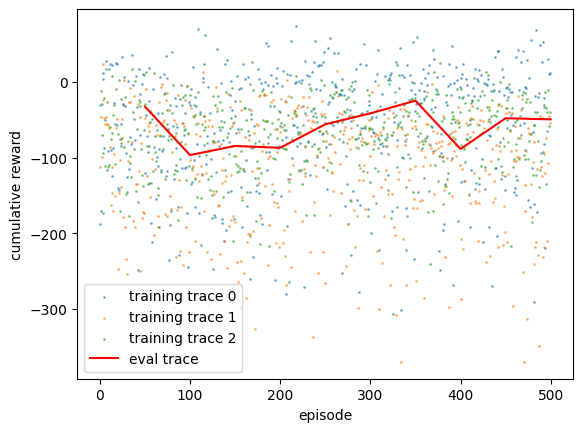 0
−100
−200
−300
cumulative reward
training trace 0
training trace 1
training trace 2
eval trace
0 100 200 300 400 500
episode